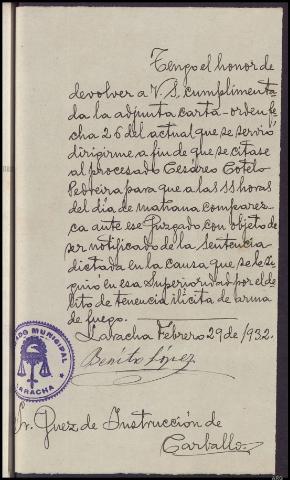 Tengo el honor de
devolver a V.S. cumplimenta-
da la adjunta carta-orden fe-
cha 26 del actual que se sirvió
dirigirme a fin de que se citase
al procesado Cesáreo Cotelo
Pedreira para que a las 11 horas
del día de mañana comparez-
ca ante ese Juzgado con objeto de
ser notificado de la sentencia
dictada en la causa que se le si-
guió en esa Superioridad por el de-
lito de tenencia ilícita de arma
de fuego.
Laracha Febrero 29 de 1932.
Benito López
DO MUNICIPAL
LARACHA
Sr. Juez de Instrucción de
Carballo